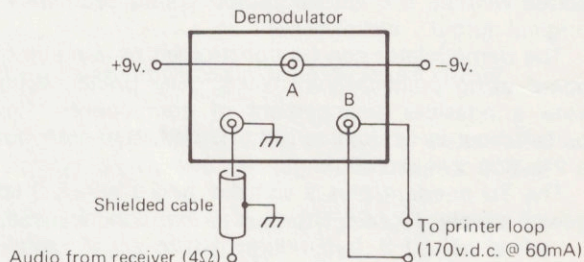 Demodulator
+9v.
-9v.
A
B
Shielded cable
To printer loop
(170v.d.c. @ 60mA)
Audio from receiver (4Ω)